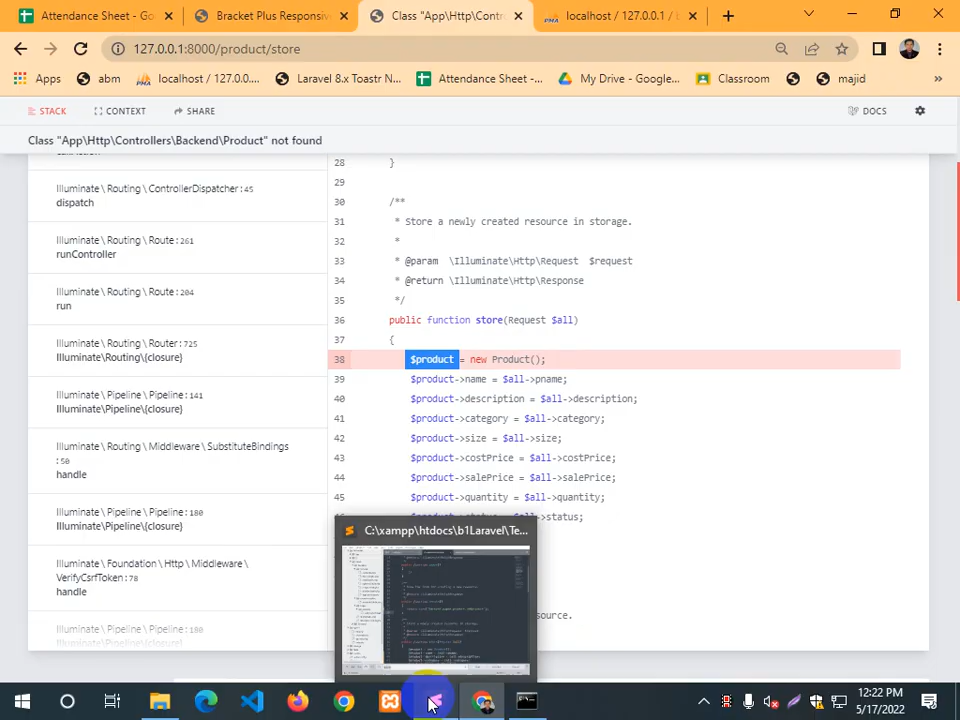 Attendance Sheet - Go
Bracket Plus Responsiv
Class "App\Http\Contr
localhost / 127.0.0.1 /
127.0.0.1:8000/product/store
Apps
abm
localhost / 127.0.0....
Laravel 8.x Toastr N...
Attendance Sheet -...
My Drive - Google...
Classroom
majid
»
STACK
CONTEXT
SHARE
DOCS
Class "App\Http\Controllers\Backend\Product" not found
Illuminate \ Routing \ ControllerDispatcher : 45
dispatch
Illuminate \ Routing \ Route : 261
runController
Illuminate \ Routing \ Route : 204
run
Illuminate \ Routing \ Router : 725
Illuminate\Routing\{closure}
Illuminate \ Pipeline \ Pipeline : 141
Illuminate\Pipeline\{closure}
Illuminate \ Routing \ Middleware \ SubstituteBindings
: 50
handle
Illuminate \ Pipeline \ Pipeline : 180
Illuminate\Pipeline\{closure}
Illuminate \ Foundation \ Http \ Middleware \
VerifyCsrfToken : 78
handle
Illuminate \ Pipeline \ Pipeline : 180
Illuminate\Pipeline\{closure}
28 }
29
30 /**
31 * Store a newly created resource in storage.
32 *
33 * @param \Illuminate\Http\Request $request
34 * @return \Illuminate\Http\Response
35 */
36 public function store(Request $all)
37 {
38 $product = new Product();
39 $product->name = $all->pname;
40 $product->description = $all->description;
41 $product->category = $all->category;
42 $product->size = $all->size;
43 $product->costPrice = $all->costPrice;
44 $product->salePrice = $all->salePrice;
45 $product->quantity = $all->quantity;
>status;
source.
C:\xampp\htdocs\b1Laravel\Te...
12:22 PM
5/17/2022